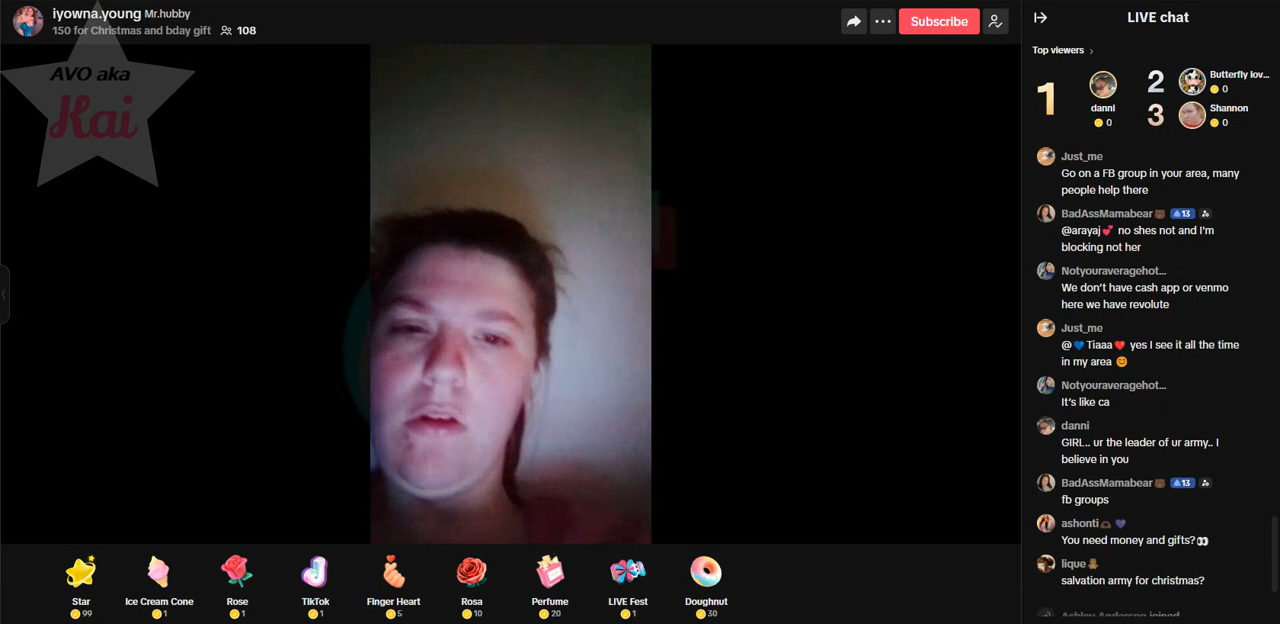 iyowna.young Mr.hubby
150 for Christmas and bday gift 108
Subscribe
AVO aka
Kai
LIVE chat
Top viewers
1
danni
0
2
Butterfly lov...
0
3
Shannon
0
Just_me
Go on a FB group in your area, many
people help there
BadAssMamabear 13
@arayaj💕 no shes not and I'm
blocking not her
Notyouraveragehot...
We don't have cash app or venmo
here we have revolute
Just_me
@💙Tiaaa❤️ yes I see it all the time
in my area 😊
Notyouraveragehot...
It's like ca
danni
GIRL.. ur the leader of ur army.. I
believe in you
BadAssMamabear 13
fb groups
ashonti
You need money and gifts?👀
lique
salvation army for christmas?
Ashley Anderson joined
Star
99
Ice Cream Cone
1
Rose
1
TikTok
1
Finger Heart
5
Rosa
10
Perfume
20
LIVE Fest
1
Doughnut
30